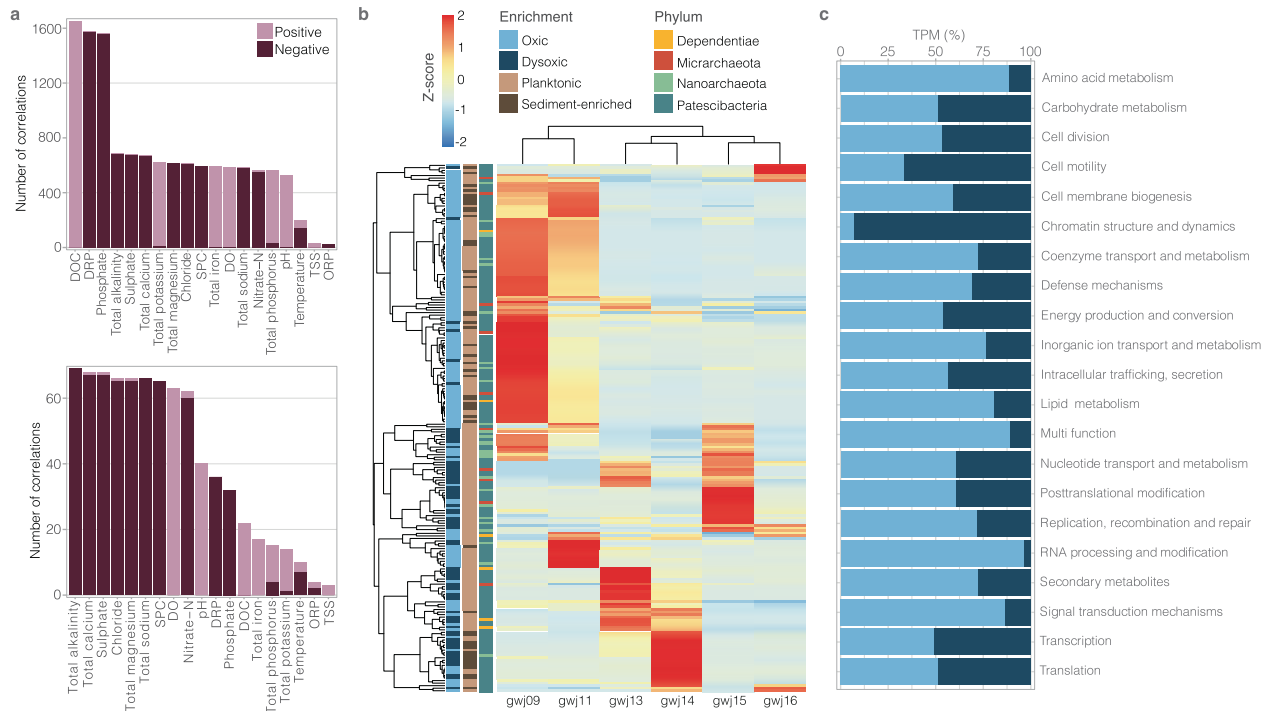 a
Positive
Negative
Number of correlations
1600
1200
800
400
0
DOC
DRP
Phosphate
Total alkalinity
Sulphate
Total calcium
Total potassium
Total magnesium
Chloride
SPC
Total iron
DO
Total sodium
Nitrate-N
Total phosphorus
pH
Temperature
TSS
ORP
Number of correlations
60
40
20
0
Total alkalinity
Total calcium
Sulphate
Chloride
Total magnesium
Total sodium
SPC
DO
Nitrate-N
pH
DRP
Phosphate
DOC
Total iron
Total phosphorus
Total potassium
Temperature
ORP
TSS
b
Z-score
2
1
0
-1
-2
Enrichment
Oxic
Dysoxic
Planktonic
Sediment-enriched
Phylum
Dependentiae
Micrarchaeota
Nanoarchaeota
Patescibacteria
gwj09 gwj11 gwj13 gwj14 gwj15 gwj16
c
TPM (%)
0 25 50 75 100
Amino acid metabolism
Carbohydrate metabolism
Cell division
Cell motility
Cell membrane biogenesis
Chromatin structure and dynamics
Coenzyme transport and metabolism
Defense mechanisms
Energy production and conversion
Inorganic ion transport and metabolism
Intracellular trafficking, secretion
Lipid metabolism
Multi function
Nucleotide transport and metabolism
Posttranslational modification
Replication, recombination and repair
RNA processing and modification
Secondary metabolites
Signal transduction mechanisms
Transcription
Translation